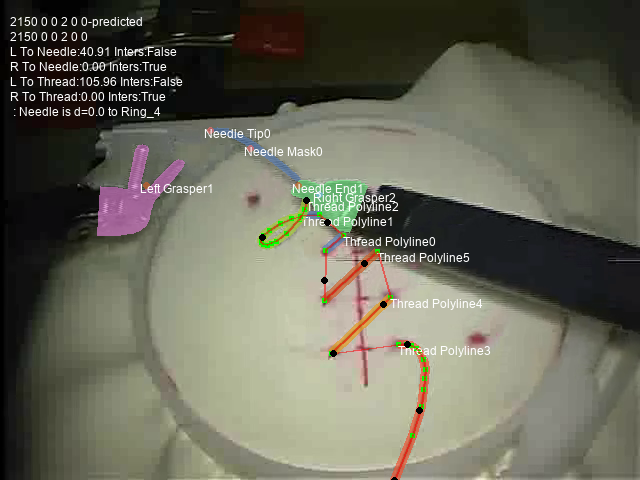 2150 0 0 2 0 0-predicted
2150 0 0 2 0 0
L To Needle:40.91 Inters:False
R To Needle:0.00 Inters:True
L To Thread:105.96 Inters:False
R To Thread:0.00 Inters:True
: Needle is d=0.0 to Ring_4
Needle Tip0
Needle Mask0
Left Grasper1
Needle End1
Right Grasper2
Thread Polyline2
Thread Polyline1
Thread Polyline0
Thread Polyline5
Thread Polyline4
Thread Polyline3